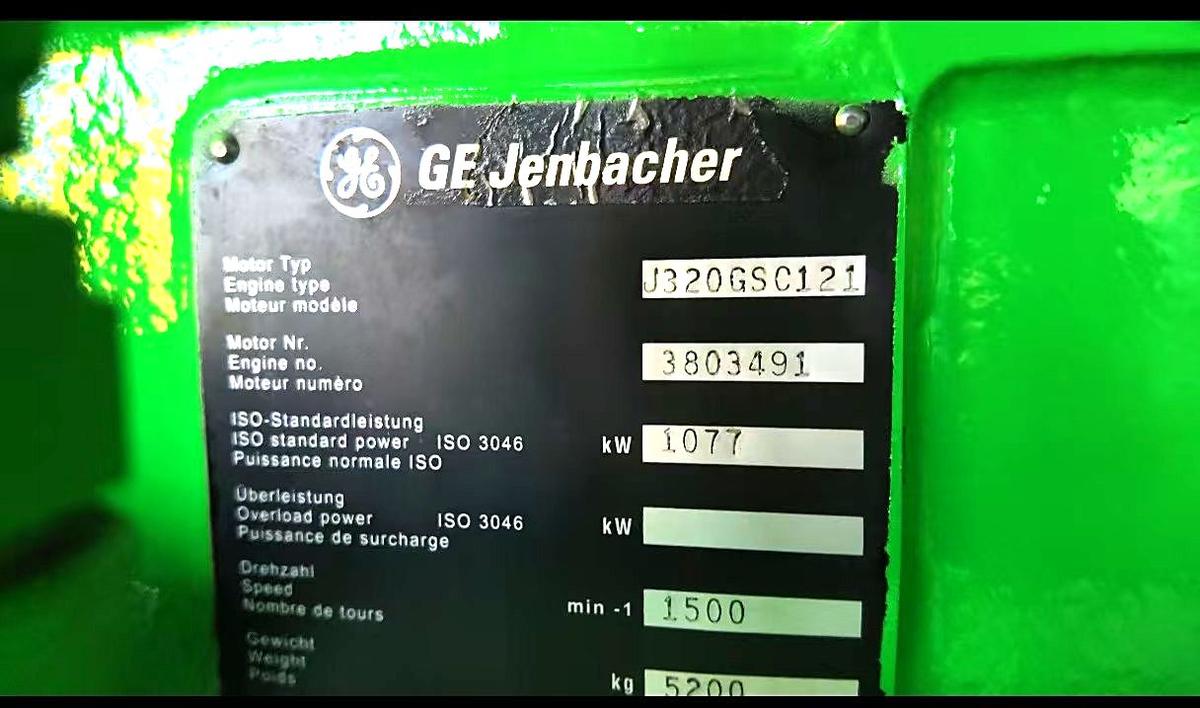 GE Jenbacher
Motor Typ
Engine type
Moteur modèle
J320GSC121
Motor Nr.
Engine no.
Moteur numèro
3803491
ISO-Standardleistung
ISO standard power ISO 3046 kW 1077
Puissance normale ISO
Überleistung
Overload power ISO 3046 kW
Puissance de surcharge
Drehzahl
Speed
Nombre de tours min -1 1500
Gewicht
Weight
Poids kg 5200